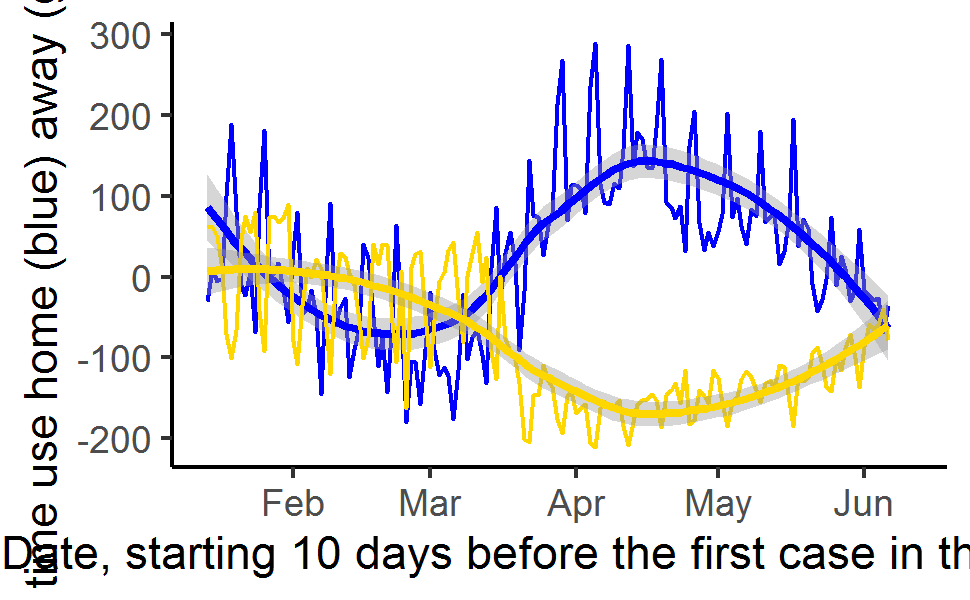 time use home (blue) away (
300
200
100
0
-100
-200
Feb Mar Apr May Jun
Date, starting 10 days before the first case in th